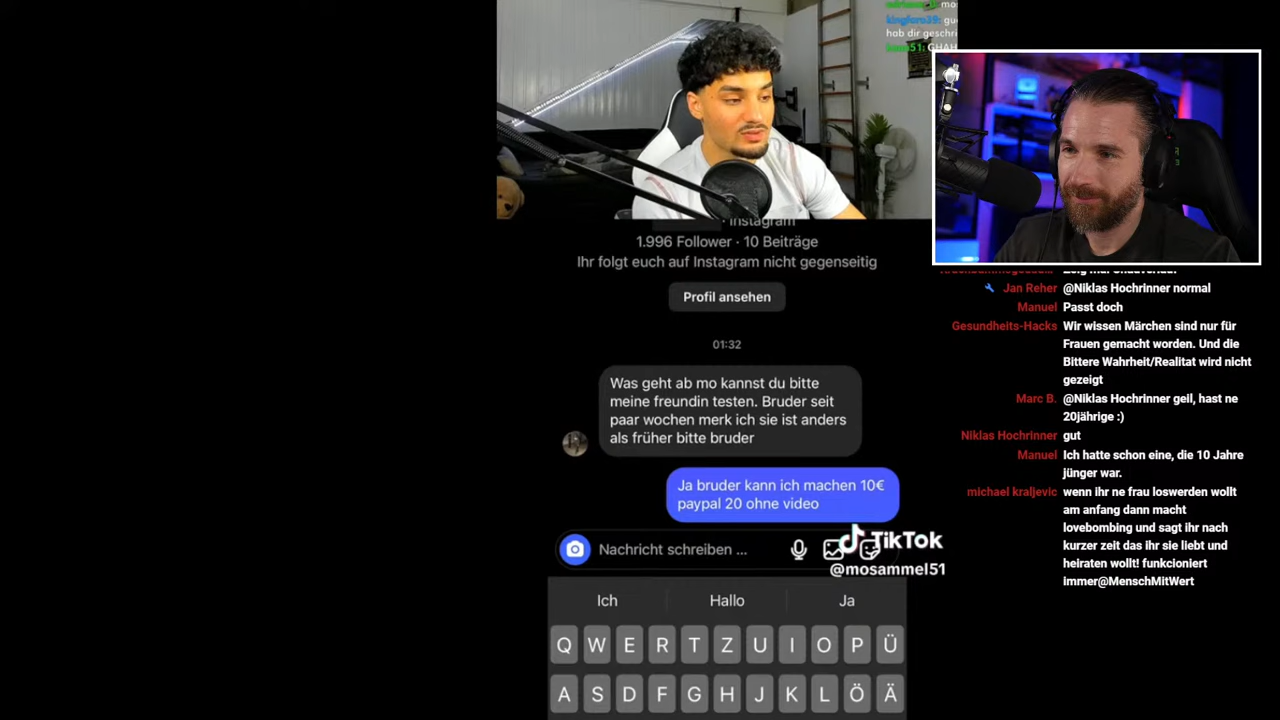 kingforo39: gu
hab dir geschri
Instagram
1.996 Follower · 10 Beiträge
Ihr folgt euch auf Instagram nicht gegenseitig
Profil ansehen
01:32
Was geht ab mo kannst du bitte
meine freundin testen. Bruder seit
paar wochen merk ich sie ist anders
als früher bitte bruder
Ja bruder kann ich machen 10€
paypal 20 ohne video
Nachricht schreiben ...
TikTok
@mosammel51
Ich Hallo Ja
Q W E R T Z U I O P Ü
A S D F G H J K L Ö Ä
Jan Reher @Niklas Hochrinner normal
Manuel Passt doch
Gesundheits-Hacks Wir wissen Märchen sind nur für
Frauen gemacht worden. Und die
Bittere Wahrheit/Realitat wird nicht
gezeigt
Marc B. @Niklas Hochrinner geil, hast ne
20jährige :)
Niklas Hochrinner gut
Manuel Ich hatte schon eine, die 10 Jahre
jünger war.
michael kraljevic wenn ihr ne frau loswerden wollt
am anfang dann macht
lovebombing und sagt ihr nach
kurzer zeit das ihr sie liebt und
heiraten wollt! funkcioniert
immer@MenschMitWert